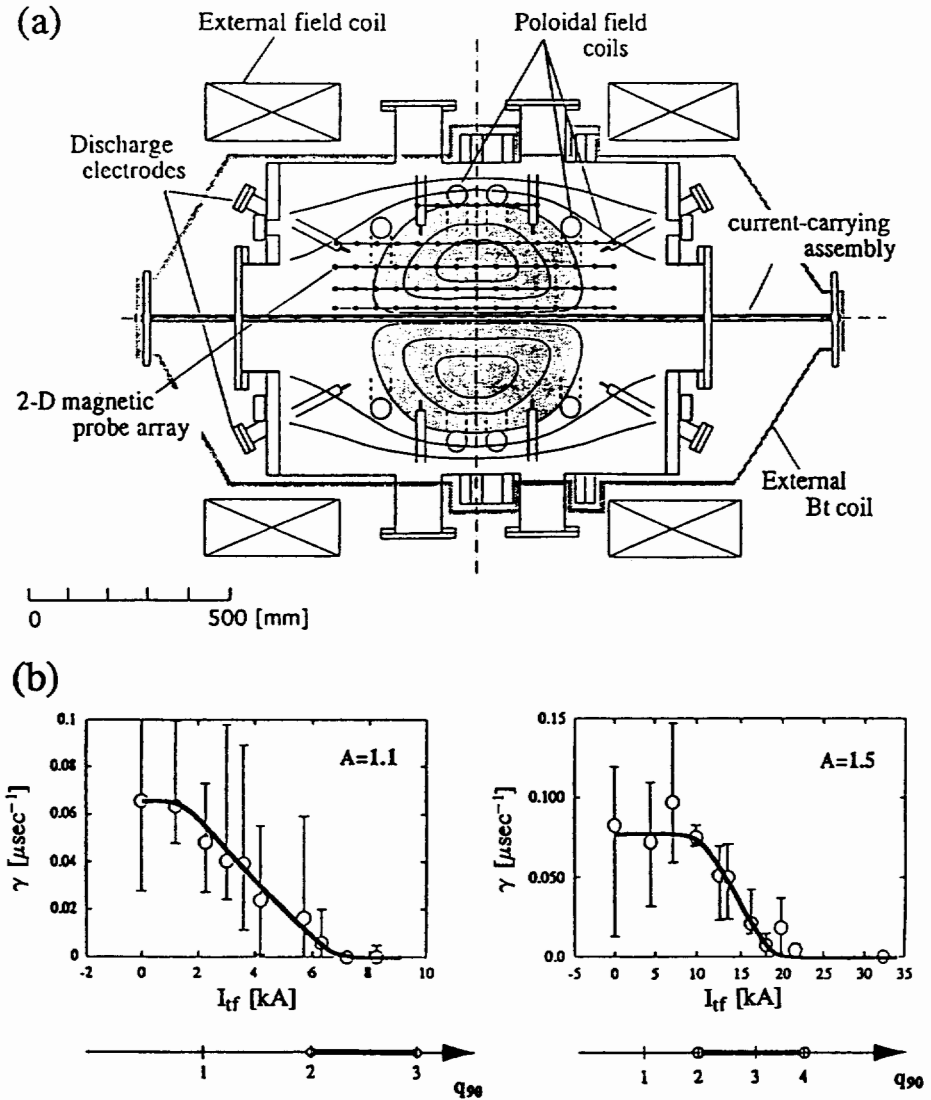 (a)
External field coil
Poloidal field
coils
Discharge
electrodes
current-carrying
assembly
2-D magnetic
probe array
External
Bt coil
0 500 [mm]
(b)
0.1
0.08
0.06
0.04
0.02
0
γ [μsec⁻¹]
A=1.1
-2 0 2 4 6 8 10
I_tf [kA]
1 2 3
q_90
0.15
0.100
0.050
0.0
γ [μsec⁻¹]
A=1.5
-5 0 5 10 15 20 25 30 35
I_tf [kA]
1 2 3 4
q_90